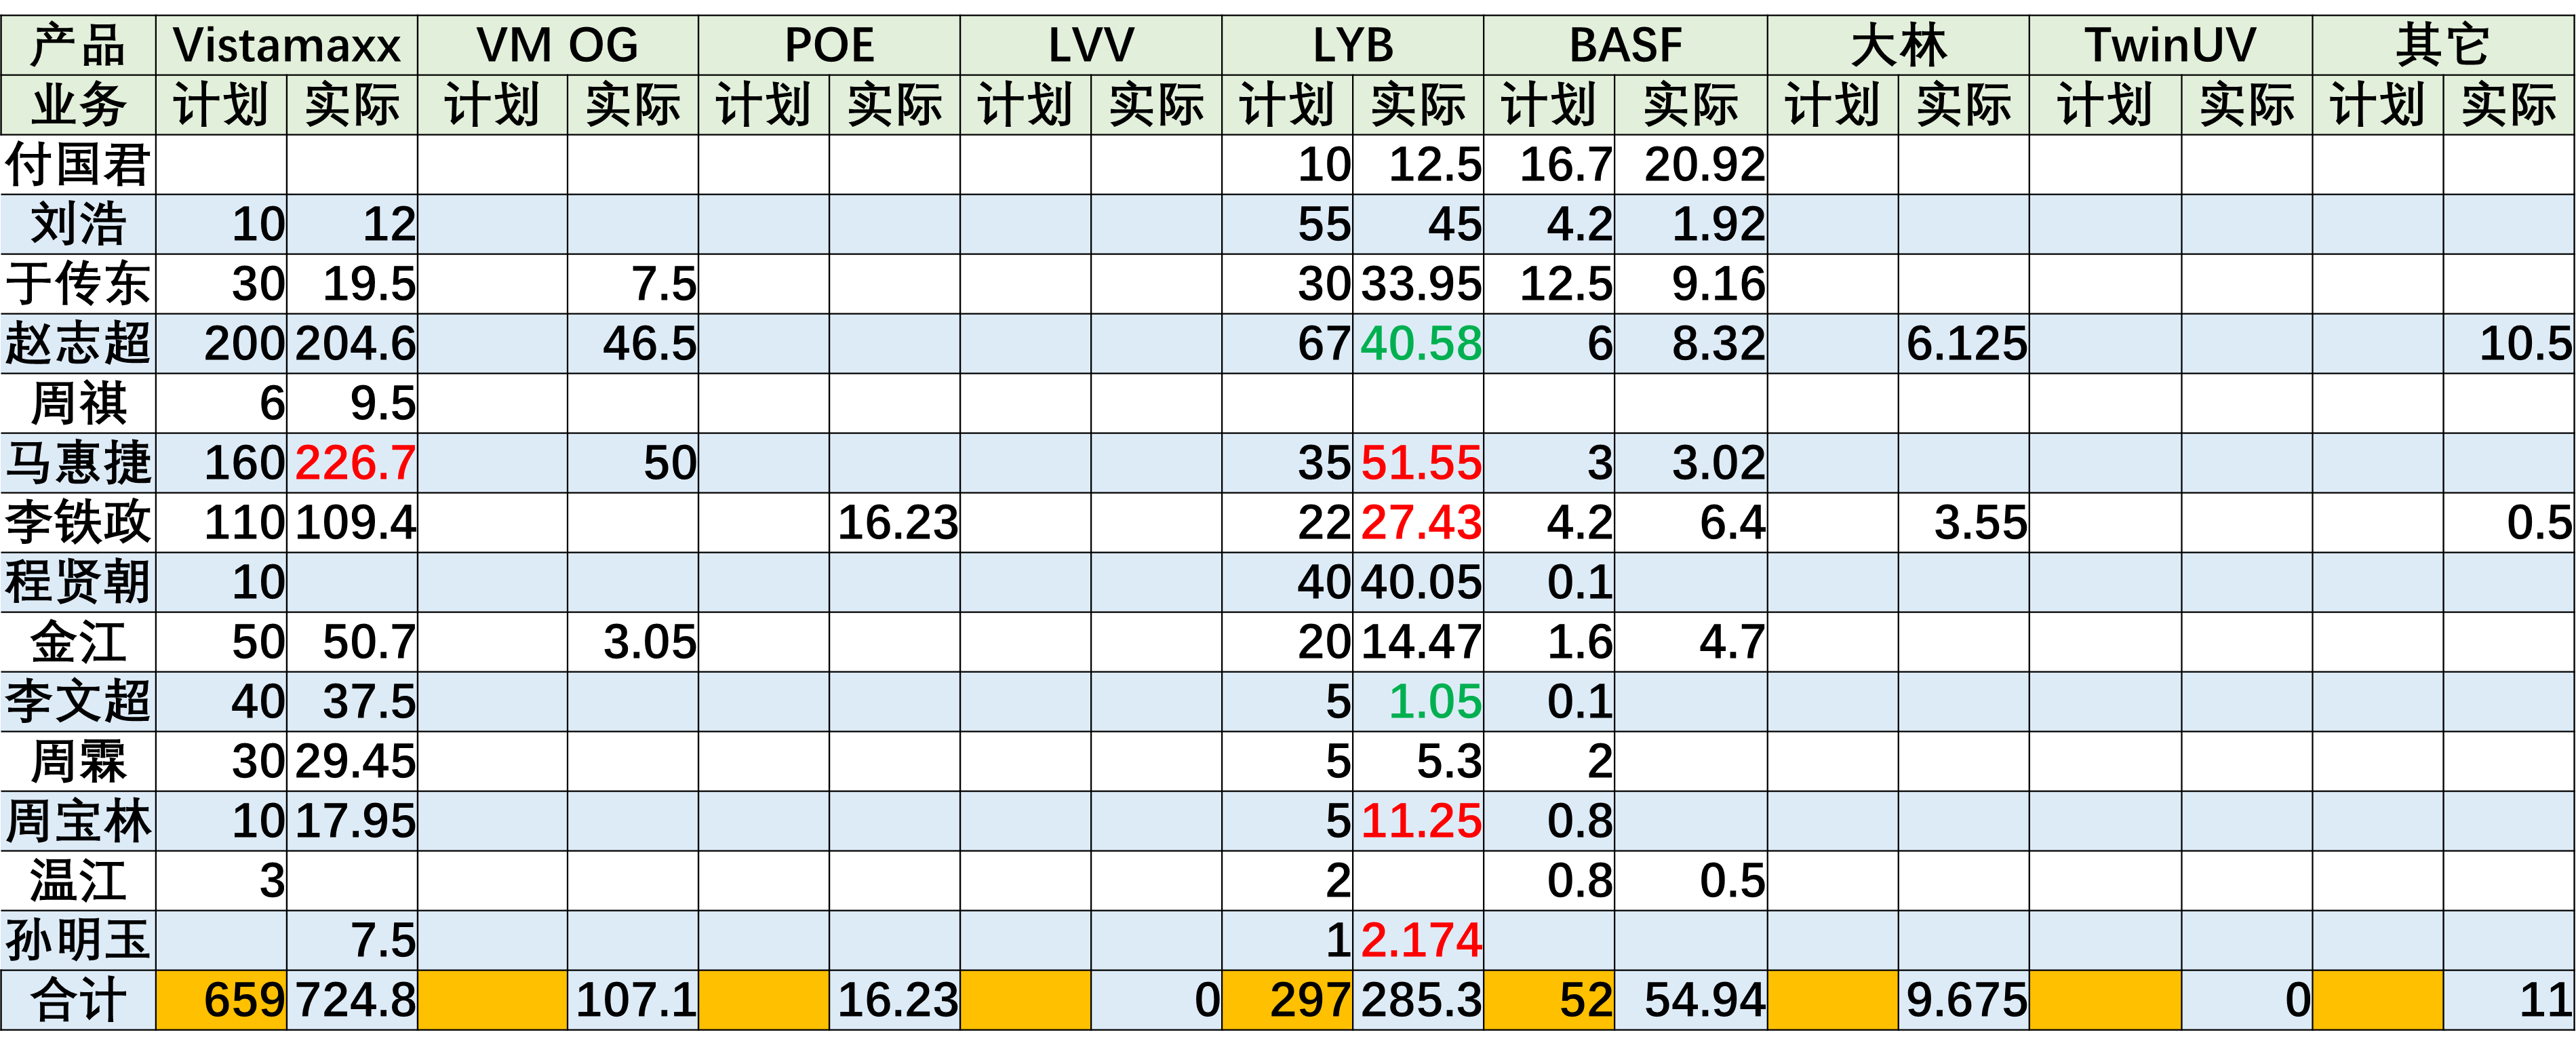 产品 Vistamaxx VM OG POE LVV LYB BASF 大林 TwinUV 其它
业务 计划 实际 计划 实际 计划 实际 计划 实际 计划 实际 计划 实际 计划 实际 计划 实际 计划 实际
付国君 10 12.5 16.7 20.92
刘浩 10 12 55 45 4.2 1.92
于传东 30 19.5 7.5 30 33.95 12.5 9.16
赵志超 200 204.6 46.5 67 40.58 6 8.32 6.125 10.5
周祺 6 9.5
马惠捷 160 226.7 50 35 51.55 3 3.02
李铁政 110 109.4 16.23 22 27.43 4.2 6.4 3.55 0.5
程贤朝 10 40 40.05 0.1
金江 50 50.7 3.05 20 14.47 1.6 4.7
李文超 40 37.5 5 1.05 0.1
周霖 30 29.45 5 5.3 2
周宝林 10 17.95 5 11.25 0.8
温江 3 2 0.8 0.5
孙明玉 7.5 1 2.174
合计 659 724.8 107.1 16.23 0 297 285.3 52 54.94 9.675 0 11